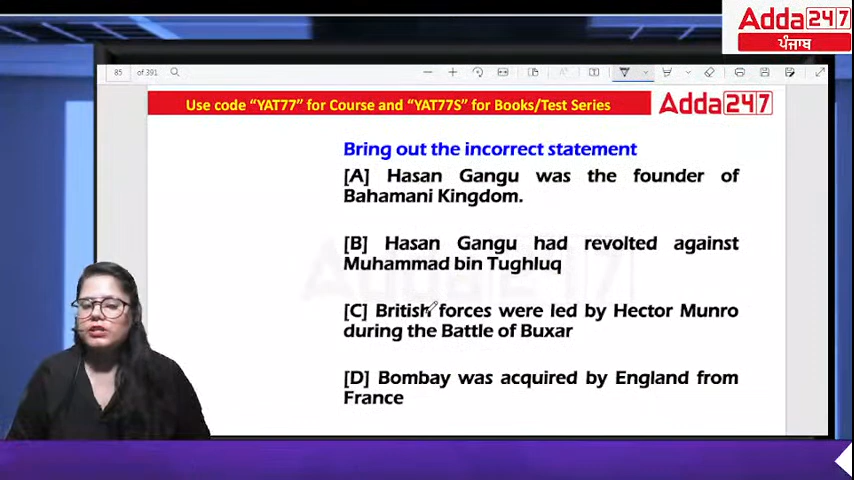 Adda247
ਪੰਜਾਬ
85 of 391
Use code “YAT77” for Course and “YAT77S” for Books/Test Series
Adda247
Bring out the incorrect statement
[A] Hasan Gangu was the founder of
Bahamani Kingdom.
[B] Hasan Gangu had revolted against
Muhammad bin Tughluq
[C] British forces were led by Hector Munro
during the Battle of Buxar
[D] Bombay was acquired by England from
France
Adda247